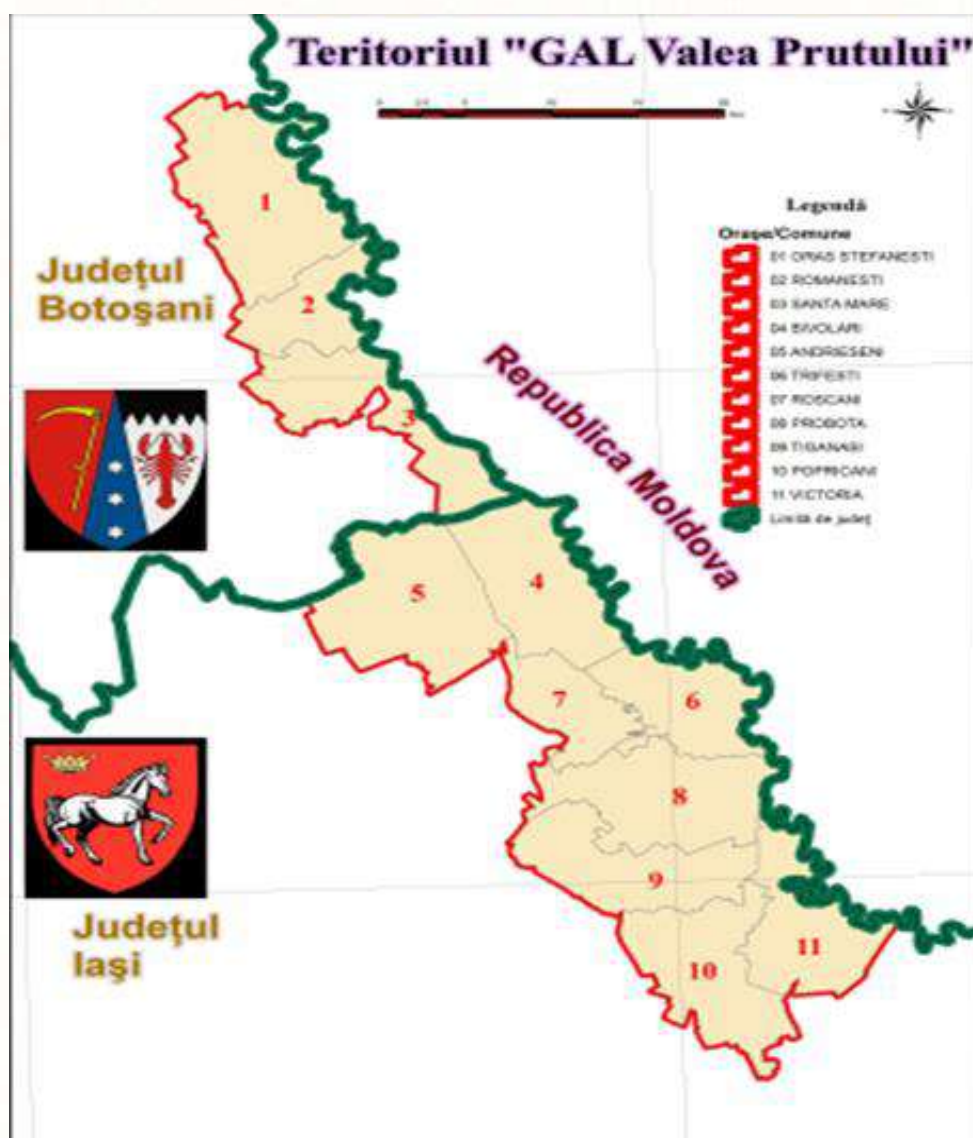 Teritoriul "GAL Valea Prutului"
Legendă
Orașe/Comune
01 ORAS STEFANESTI
02 ROMANESTI
03 SANTA MARE
04 BIVOLARI
05 ANDRIESENI
06 TRIFESTI
07 ROSCANI
08 PROBOTA
09 TIGANASI
10 POPRICANI
11 VICTORIA
Limită de județ
Județul
Botoşani
Republica Moldova
1
2
3
4
5
6
7
8
9
10
11
Județul
Iaşi